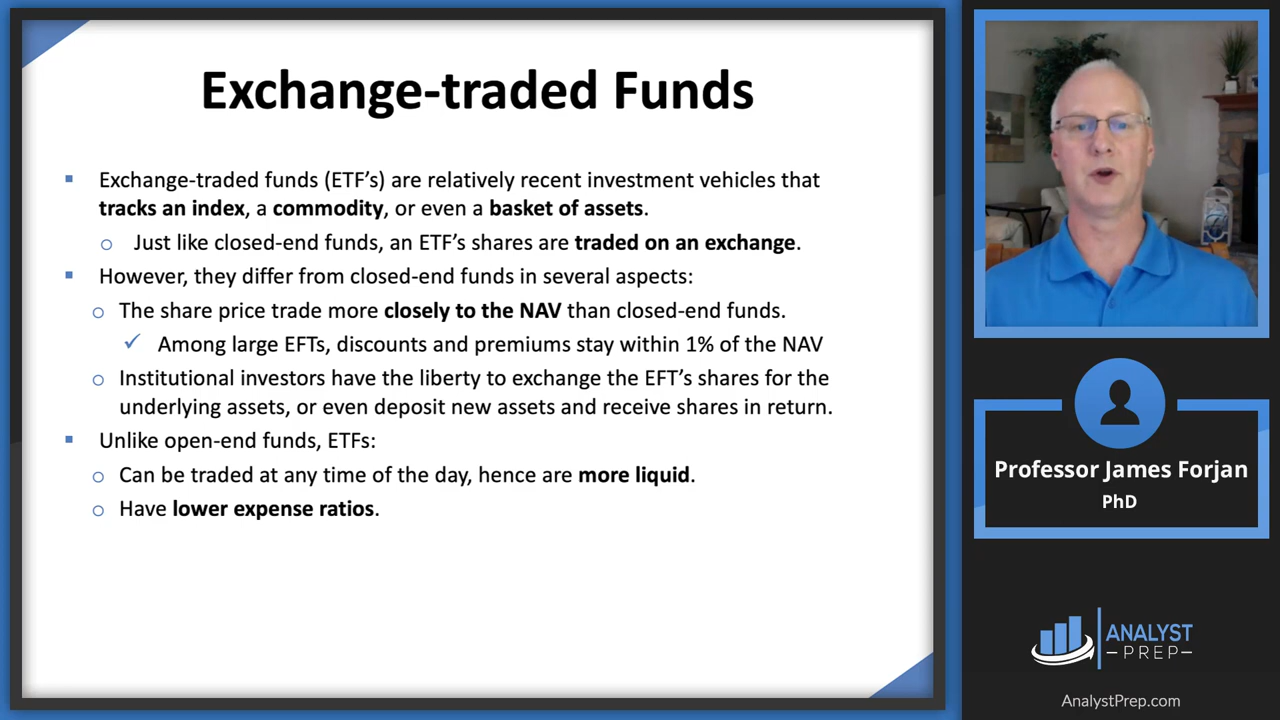 Exchange-traded Funds
Exchange-traded funds (ETF's) are relatively recent investment vehicles that
tracks an index, a commodity, or even a basket of assets.
Just like closed-end funds, an ETF's shares are traded on an exchange.
However, they differ from closed-end funds in several aspects:
The share price trade more closely to the NAV than closed-end funds.
Among large EFTs, discounts and premiums stay within 1% of the NAV
Institutional investors have the liberty to exchange the EFT's shares for the
underlying assets, or even deposit new assets and receive shares in return.
Unlike open-end funds, ETFs:
Can be traded at any time of the day, hence are more liquid.
Have lower expense ratios.
Professor James Forjan
PhD
ANALYST
PREP
AnalystPrep.com